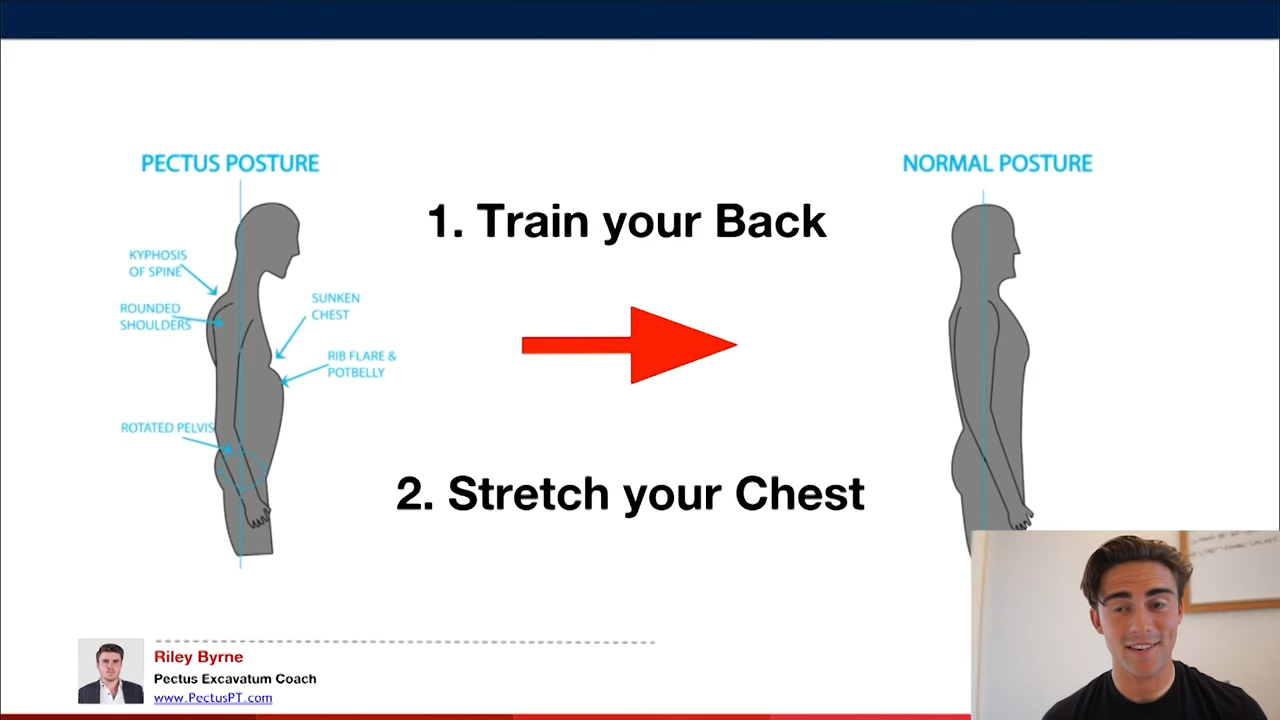 PECTUS POSTURE
KYPHOSIS
OF SPINE
ROUNDED
SHOULDERS
SUNKEN
CHEST
RIB FLARE &
POTBELLY
ROTATED PELVIS
1. Train your Back
2. Stretch your Chest
NORMAL POSTURE
Riley Byrne
Pectus Excavatum Coach
www.PectusPT.com